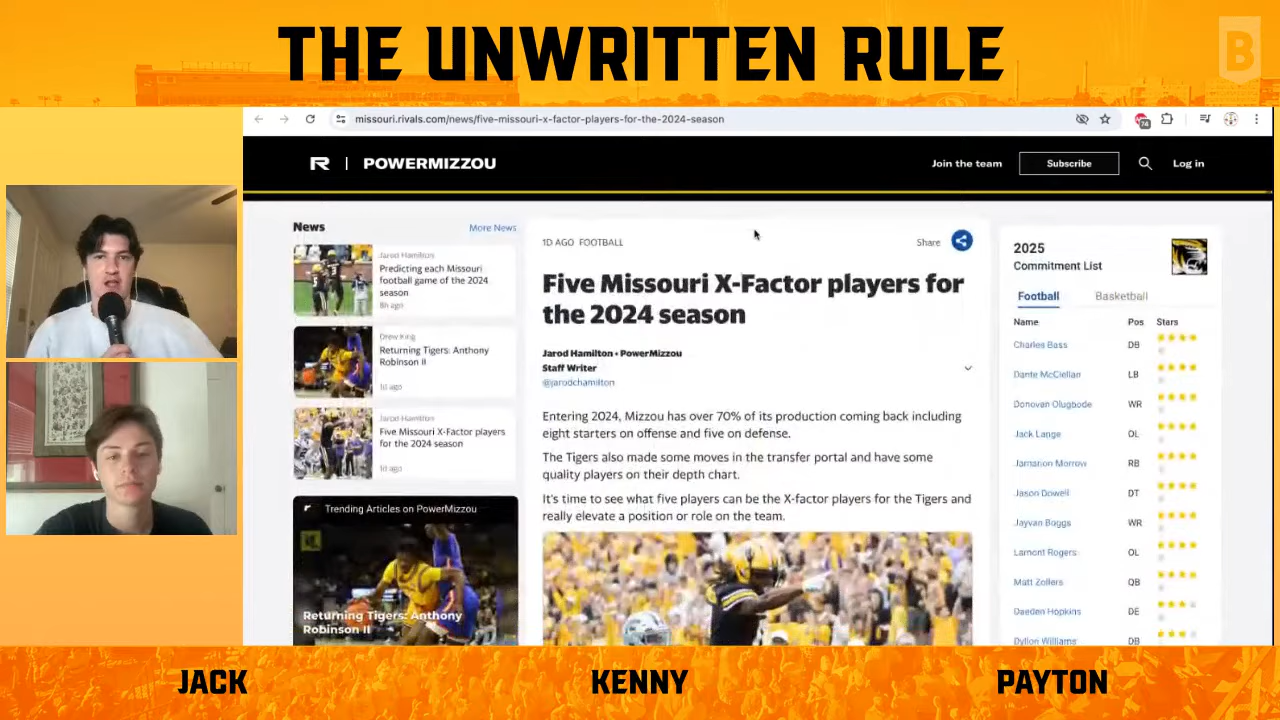 THE UNWRITTEN RULE
B
missouri.rivals.com/news/five-missouri-x-factor-players-for-the-2024-season
74
R | POWERMIZZOU
Join the team
Subscribe
Log in
News
More News
Jarod Hamilton
Predicting each Missouri
football game of the 2024
season
8h ago
Drew King
Returning Tigers: Anthony
Robinson II
1d ago
Jarod Hamilton
Five Missouri X-Factor players
for the 2024 season
1d ago
Trending Articles on PowerMizzou
Returning Tigers: Anthony
Robinson II
1D AGO FOOTBALL
Share
Five Missouri X-Factor players for
the 2024 season
Jarod Hamilton • PowerMizzou
Staff Writer
@jarodchamilton
Entering 2024, Mizzou has over 70% of its production coming back including
eight starters on offense and five on defense.
The Tigers also made some moves in the transfer portal and have some
quality players on their depth chart.
It's time to see what five players can be the X-factor players for the Tigers and
really elevate a position or role on the team.
2025
Commitment List
Football
Basketball
Name Pos Stars
Charles Bass DB
Dante McClellan LB
Donovan Olugbode WR
Jack Lange OL
Jamarion Morrow RB
Jason Dowell DT
Jayvan Boggs WR
Lamont Rogers OL
Matt Zollers QB
Daeden Hopkins DE
Dyllon Williams DB
JACK
KENNY
PAYTON